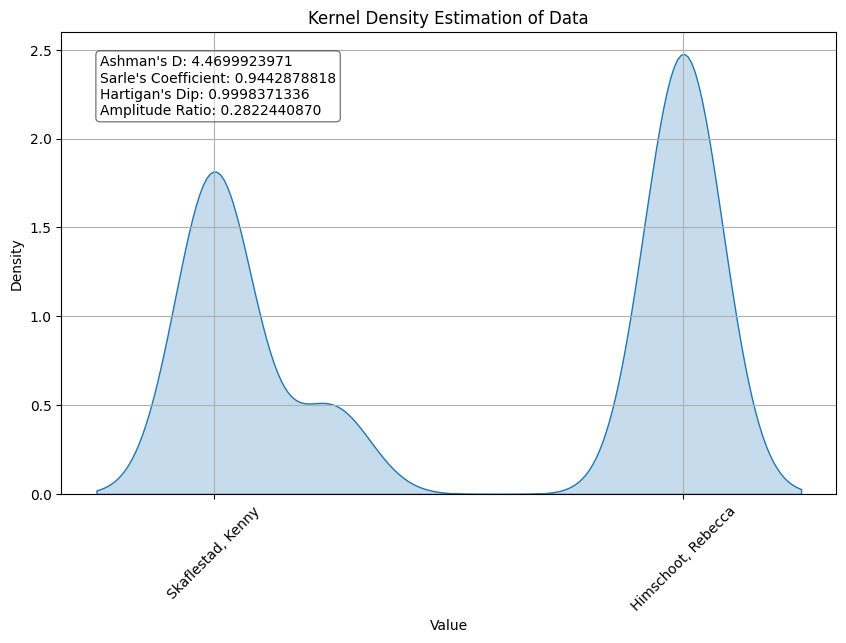 Kernel Density Estimation of Data
Ashman's D: 4.4699923971
Sarle's Coefficient: 0.9442878818
Hartigan's Dip: 0.9998371336
Amplitude Ratio: 0.2822440870
Density
2.5
2.0
1.5
1.0
0.5
0.0
Skaflestad, Kenny
Himschoot, Rebecca
Value